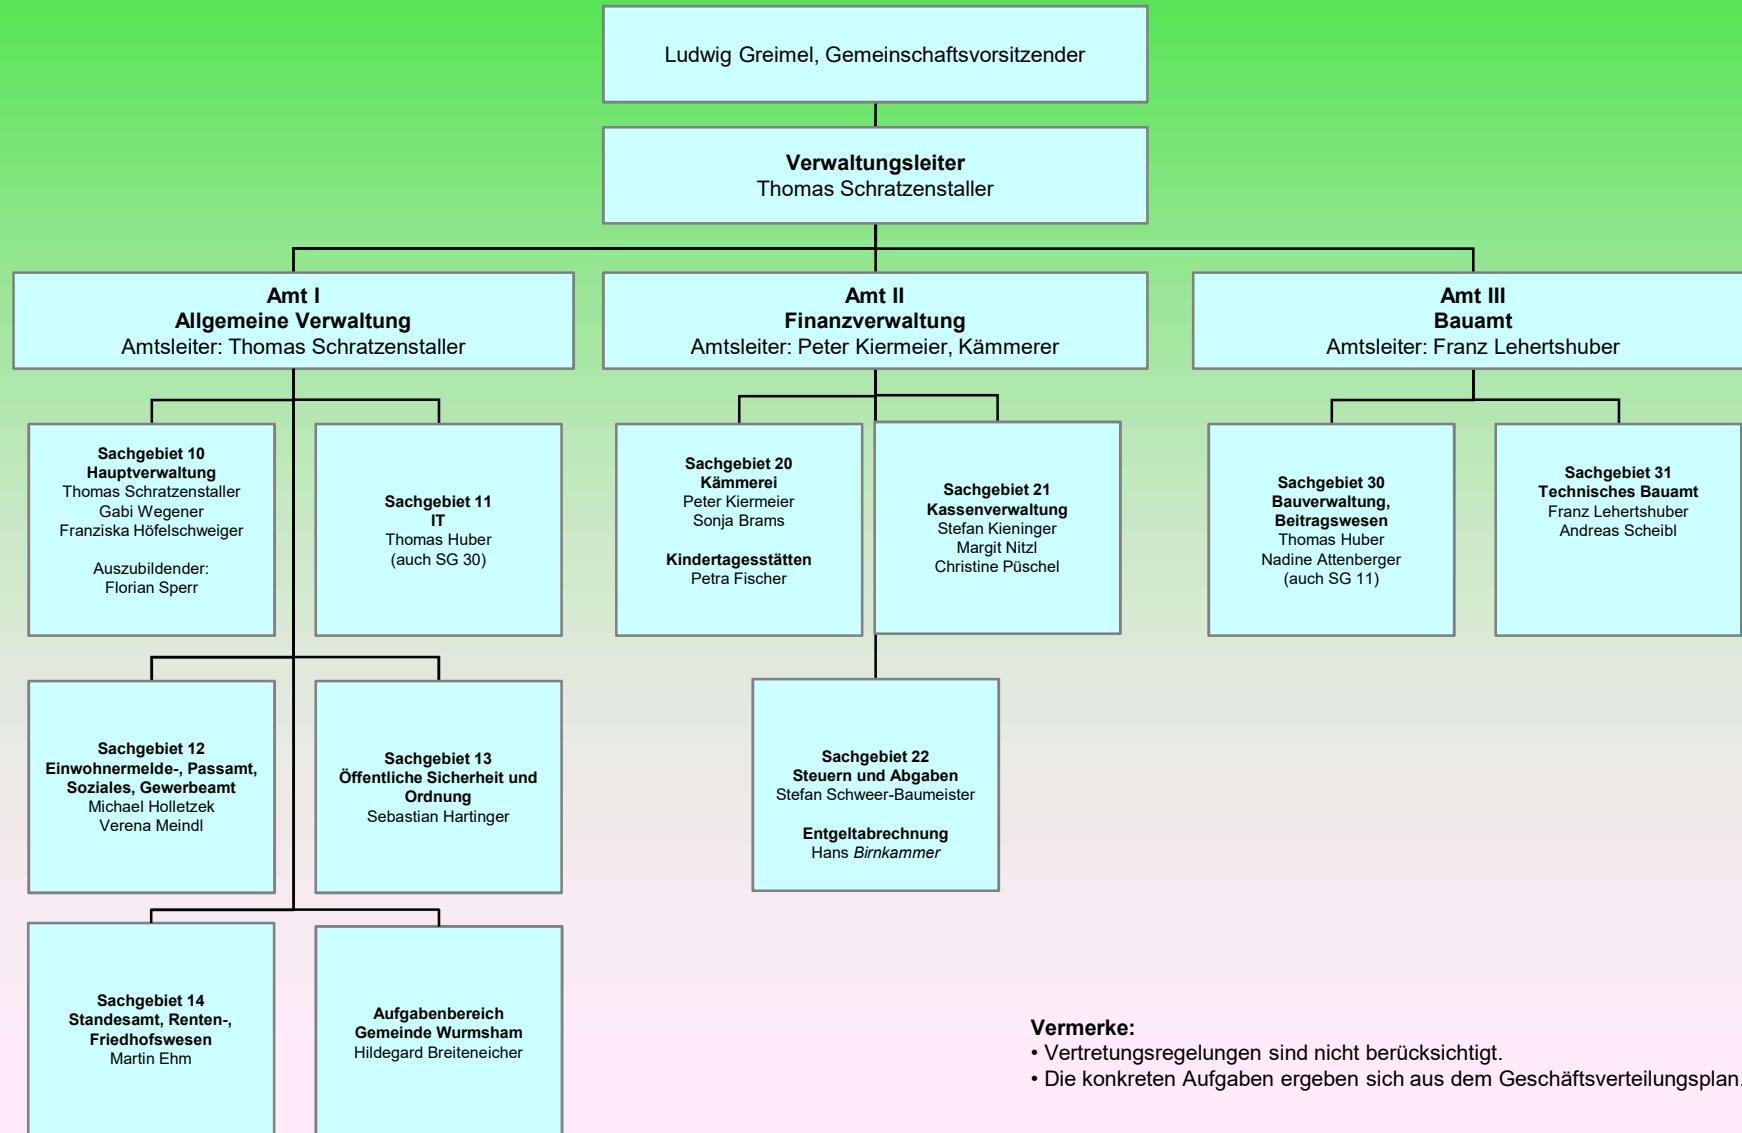 Ludwig Greimel, Gemeinschaftsvorsitzender
Verwaltungsleiter
Thomas Schratzenstaller
Amt I
Allgemeine Verwaltung
Amtsleiter: Thomas Schratzenstaller
Amt II
Finanzverwaltung
Amtsleiter: Peter Kiermeier, Kämmerer
Amt III
Bauamt
Amtsleiter: Franz Lehertshuber
Sachgebiet 10
Hauptverwaltung
Thomas Schratzenstaller
Gabi Wegener
Franziska Höfelschweiger
Auszubildender:
Florian Sperr
Sachgebiet 11
IT
Thomas Huber
(auch SG 30)
Sachgebiet 20
Kämmerei
Peter Kiermeier
Sonja Brams
Kindertagesstätten
Petra Fischer
Sachgebiet 21
Kassenverwaltung
Stefan Kieninger
Margit Nitzl
Christine Püschel
Sachgebiet 30
Bauverwaltung,
Beitragswesen
Thomas Huber
Nadine Attenberger
(auch SG 11)
Sachgebiet 31
Technisches Bauamt
Franz Lehertshuber
Andreas Scheibl
Sachgebiet 12
Einwohnermelde-, Passamt,
Soziales, Gewerbeamt
Michael Holletzek
Verena Meindl
Sachgebiet 13
Öffentliche Sicherheit und
Ordnung
Sebastian Hartinger
Sachgebiet 22
Steuern und Abgaben
Stefan Schweer-Baumeister
Entgeltabrechnung
Hans Birnkammer
Sachgebiet 14
Standesamt, Renten-,
Friedhofswesen
Martin Ehm
Aufgabenbereich
Gemeinde Wurmsham
Hildegard Breiteneicher
Vermerke:
• Vertretungsregelungen sind nicht berücksichtigt.
• Die konkreten Aufgaben ergeben sich aus dem Geschäftsverteilungsplan.